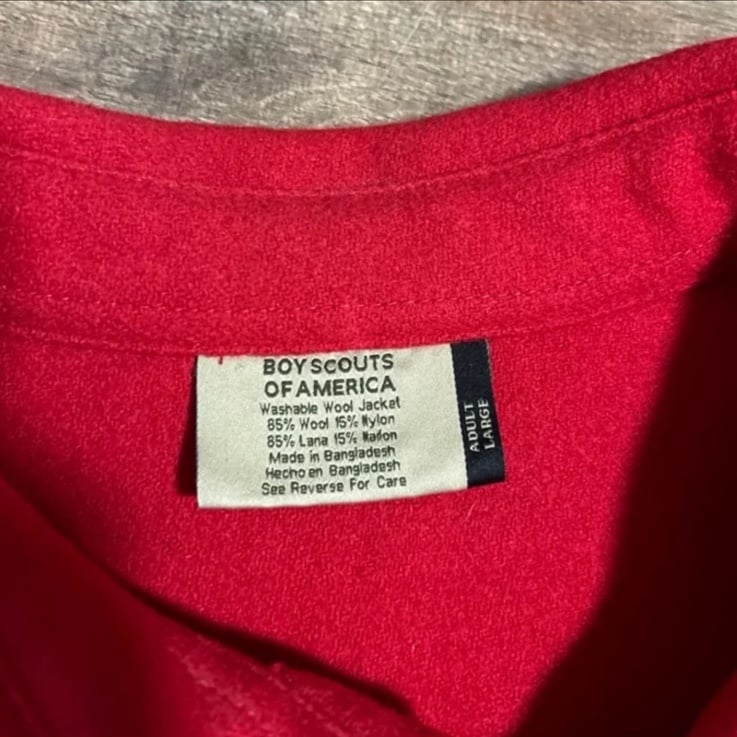 BOY SCOUTS
OF AMERICA
Washable Wool Jacket
85% Wool 15% Nylon
85% Lana 15% Nailon
Made in Bangladesh
Hecho en Bangladesh
See Reverse For Care
ADULT
LARGE